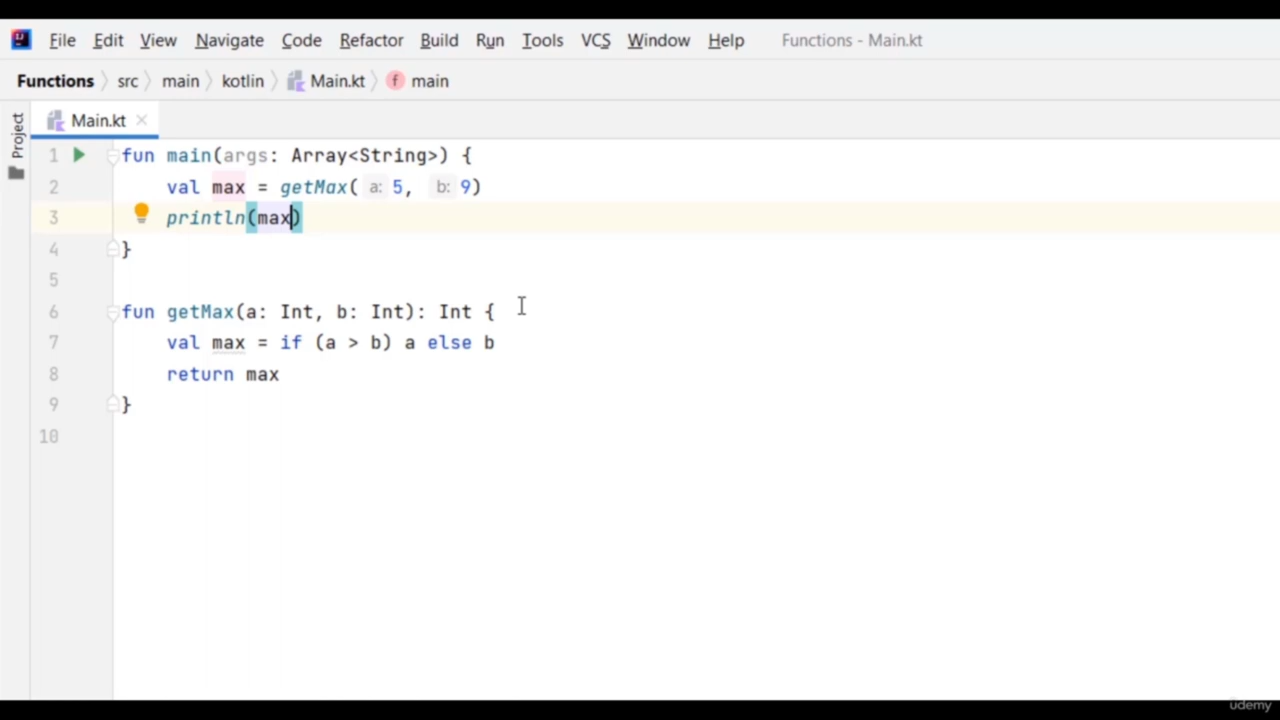 File Edit View Navigate Code Refactor Build Run Tools VCS Window Help Functions - Main.kt
Functions src main kotlin Main.kt f main
Project
Main.kt
1 fun main(args: Array<String>) {
2 val max = getMax( a: 5, b: 9)
3 println(max)
4 }
5
6 fun getMax(a: Int, b: Int): Int {
7 val max = if (a > b) a else b
8 return max
9 }
10
udemy